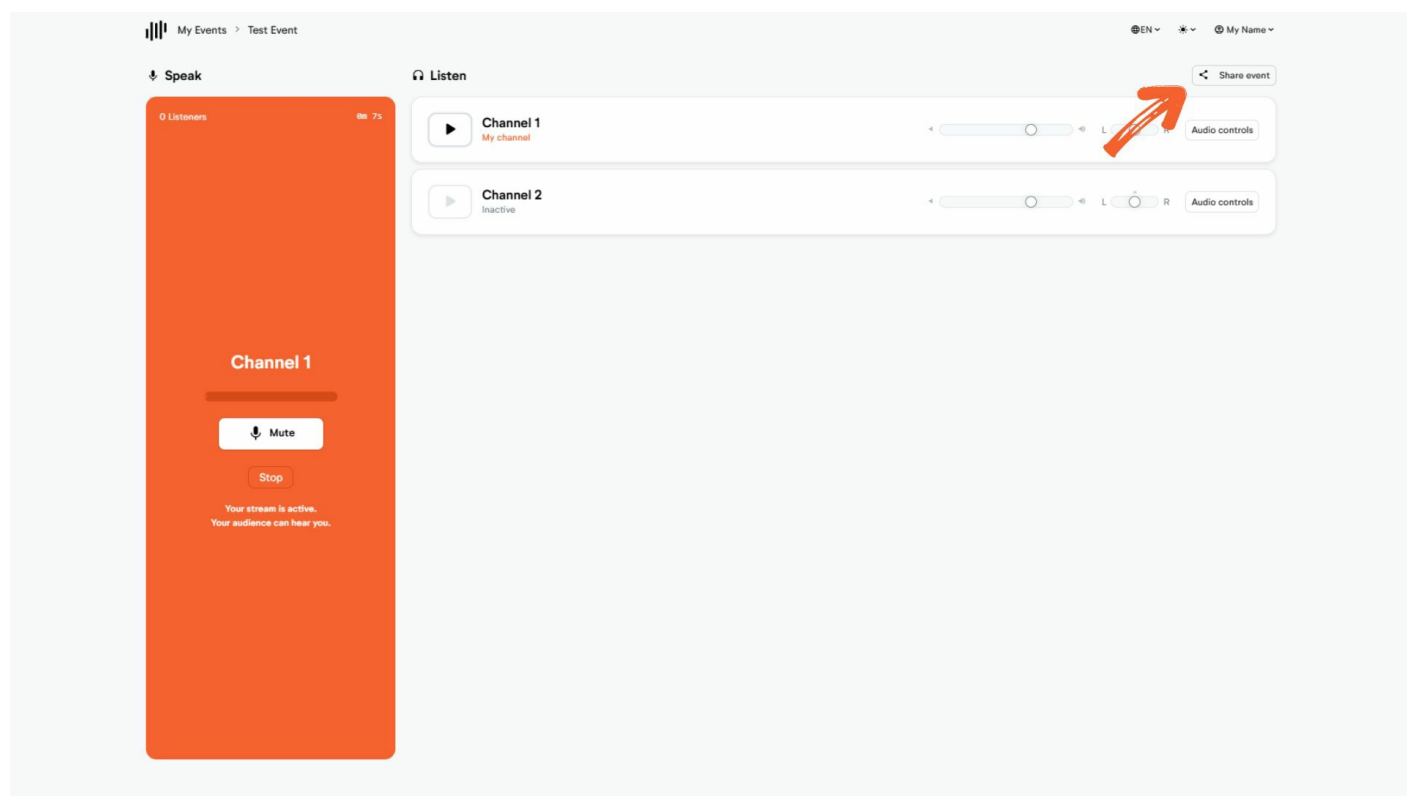 My Events > Test Event
EN
My Name
Speak
Listen
Share event
0 Listeners
0m 7s
Channel 1
Mute
Stop
Your stream is active.
Your audience can hear you.
Channel 1
My channel
L
R
Audio controls
Channel 2
Inactive
L
R
Audio controls